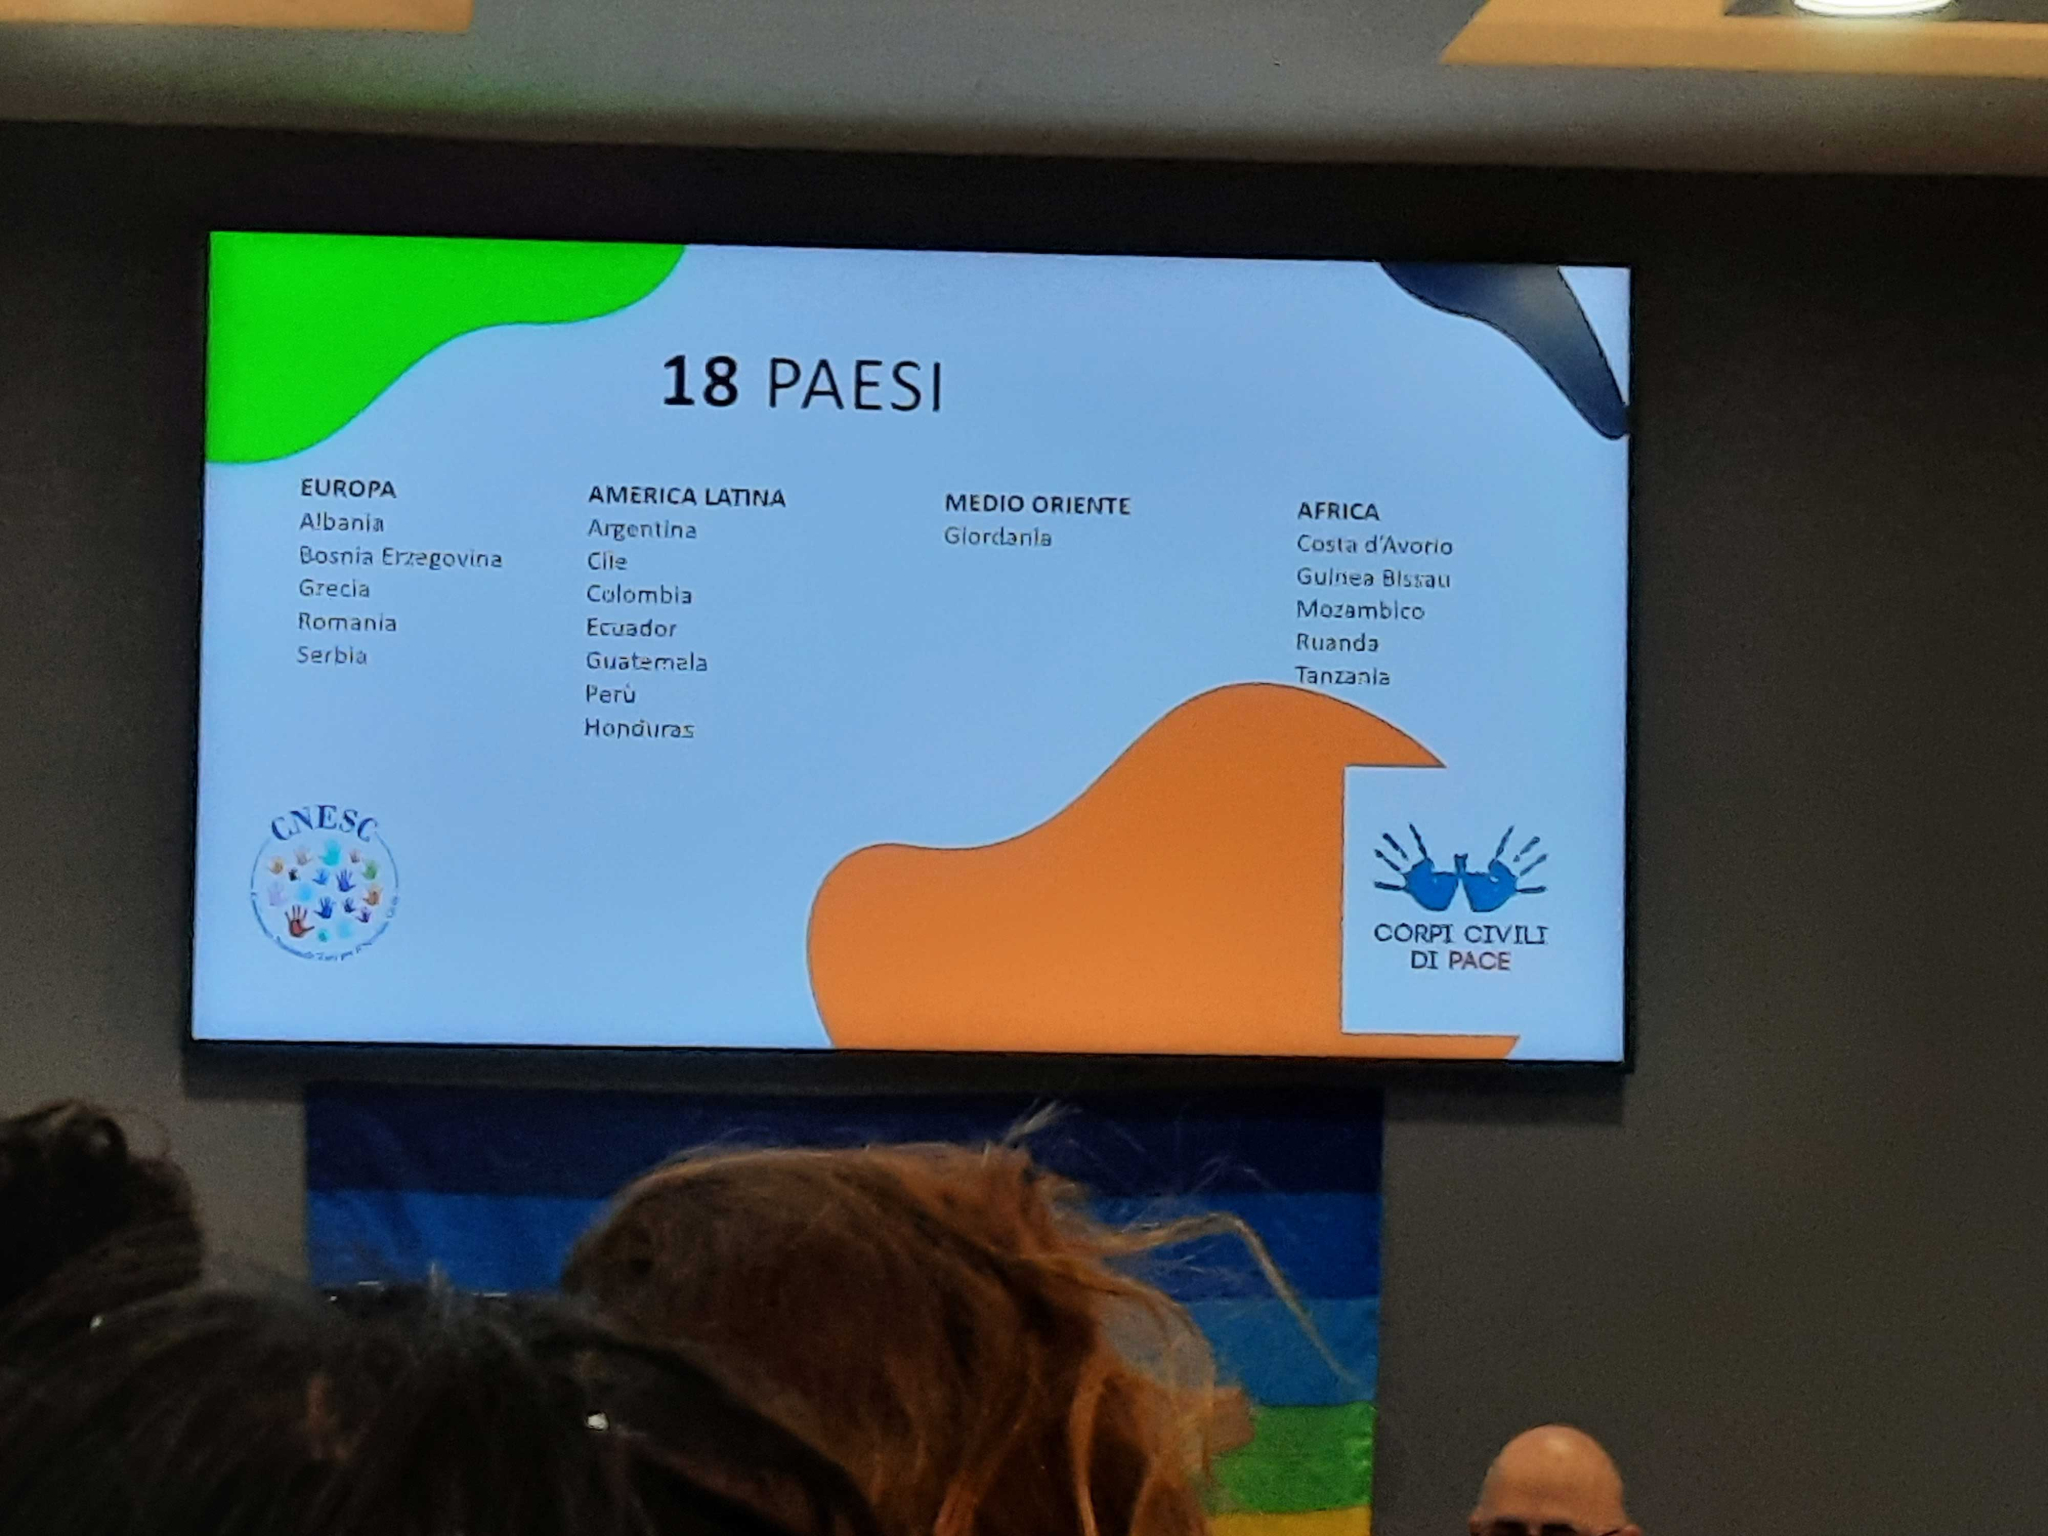 18 PAESI
EUROPA
Albania
Bosnia Erzegovina
Grecia
Romania
Serbia
AMERICA LATINA
Argentina
Cile
Colombia
Ecuador
Guatemala
Perù
Honduras
MEDIO ORIENTE
Giordania
AFRICA
Costa d'Avorio
Guinea Bissau
Mozambico
Ruanda
Tanzania
CNESC
CORPI CIVILI
DI PACE